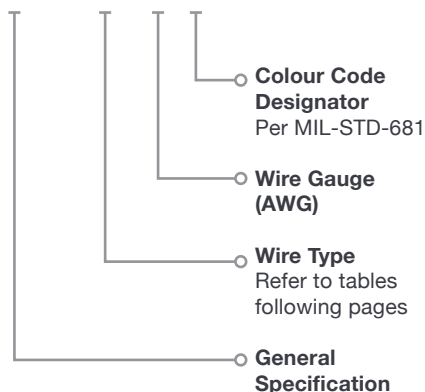 Colour Code
Designator
Per MIL-STD-681
Wire Gauge
(AWG)
Wire Type
Refer to tables
following pages
General
Specification